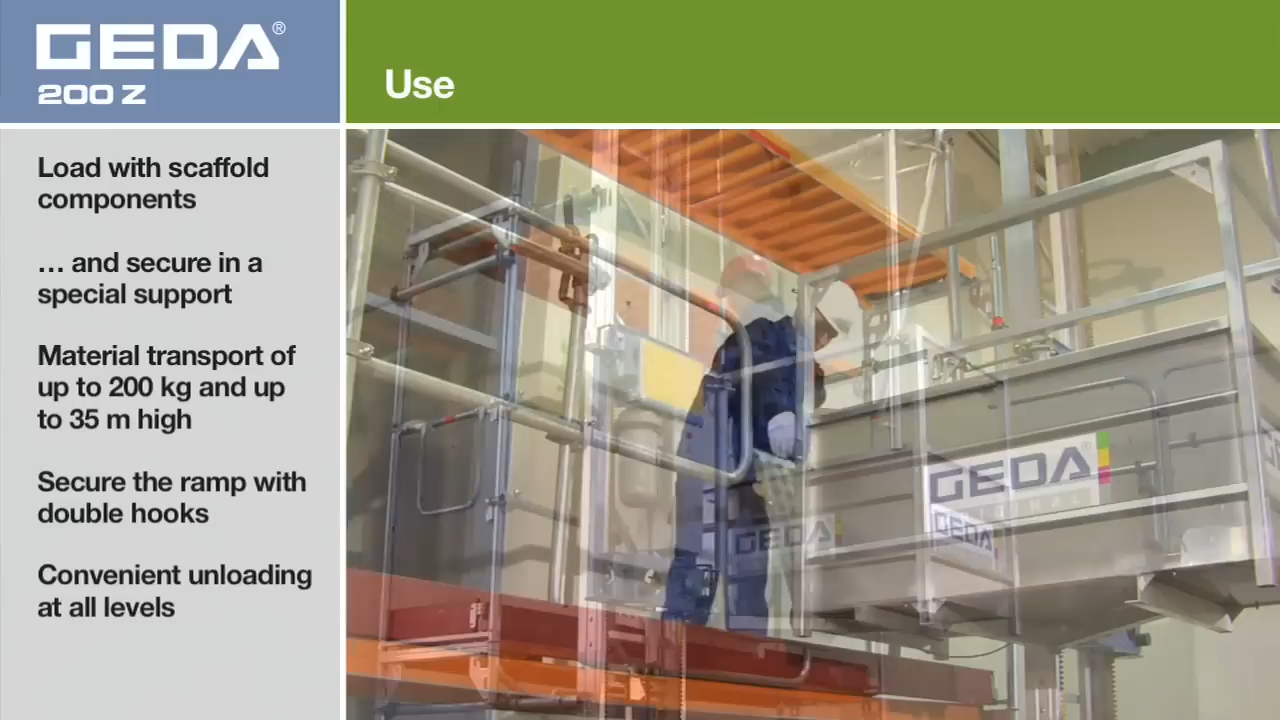 GEDA®
200 Z
Use
Load with scaffold
components
… and secure in a
special support
Material transport of
up to 200 kg and up
to 35 m high
Secure the ramp with
double hooks
Convenient unloading
at all levels
GEDA
GEDA
GEDA